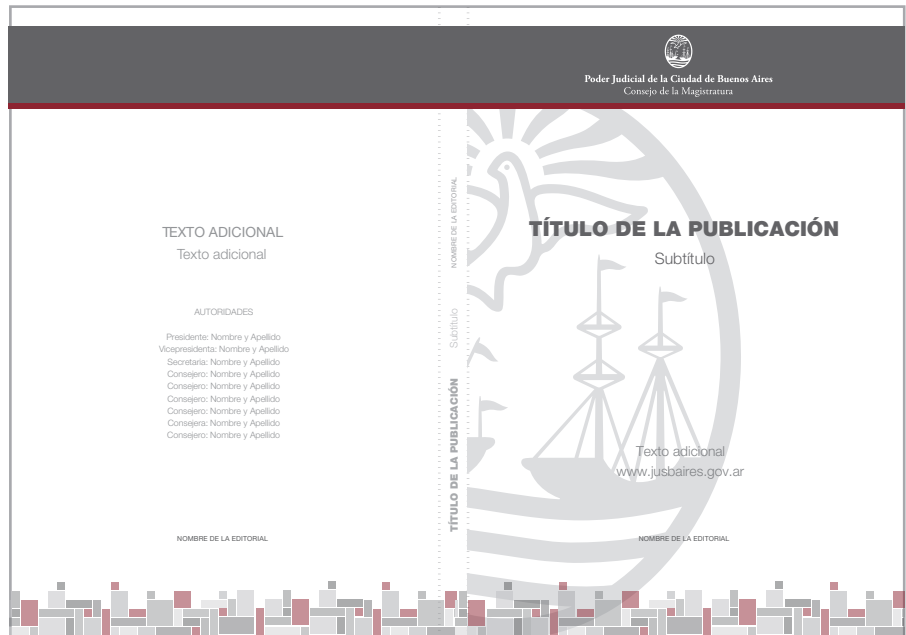 TEXTO ADICIONAL
Texto adicional
AUTORIDADES
Presidente: Nombre y Apellido
Vicepresidenta: Nombre y Apellido
Secretaria: Nombre y Apellido
Consejero: Nombre y Apellido
Consejero: Nombre y Apellido
Consejero: Nombre y Apellido
Consejero: Nombre y Apellido
Consejera: Nombre y Apellido
Consejero: Nombre y Apellido
NOMBRE DE LA EDITORIAL
TÍTULO DE LA PUBLICACIÓN
Subtítulo
NOMBRE DE LA EDITORIAL
Poder Judicial de la Ciudad de Buenos Aires
Consejo de la Magistratura
TÍTULO DE LA PUBLICACIÓN
Subtítulo
Texto adicional
www.jusbaires.gov.ar
NOMBRE DE LA EDITORIAL